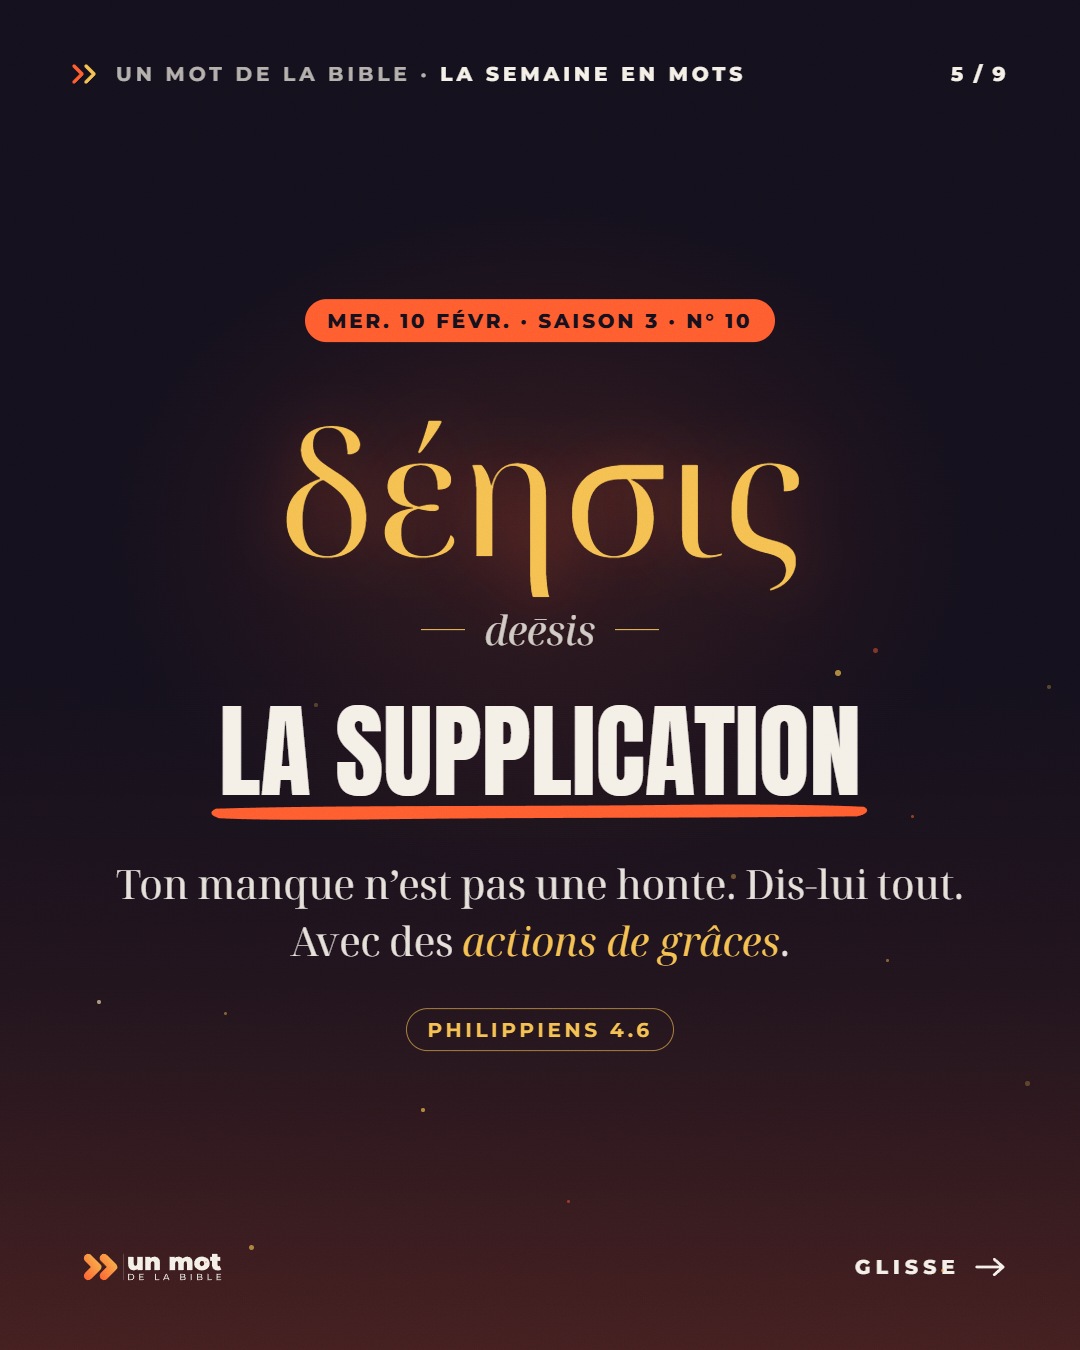 UN MOT DE LA BIBLE · LA SEMAINE EN MOTS
5 / 9
MER. 10 FÉVR. · SAISON 3 · N° 10
δέησις
deēsis
LA SUPPLICATION
Ton manque n’est pas une honte. Dis-lui tout.
Avec des actions de grâces.
PHILIPPIENS 4.6
un mot
DE LA BIBLE
GLISSE →